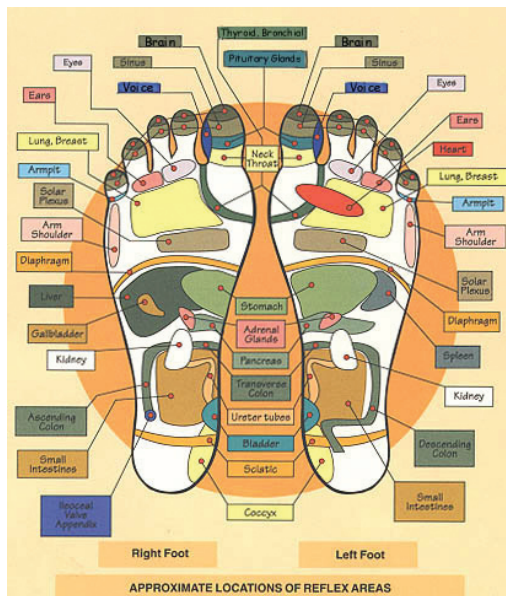 Thyroid, Bronchial
Brain
Brain
Sinus
Pituitary Glands
Sinus
Eyes
Voice
Voice
Eyes
Ears
Ears
Lung, Breast
Neck
Throat
Heart
Armpit
Lung, Breast
Solar
Plexus
Armpit
Arm
Shoulder
Arm
Shoulder
Diaphragm
Solar
Plexus
Liver
Stomach
Diaphragm
Gallbladder
Adrenal
Glands
Spleen
Kidney
Pancreas
Kidney
Transverse
Colon
Ascending
Colon
Ureter tubes
Descending
Colon
Small
Intestines
Bladder
Sciatic
Small
Intestines
Ileoceal
Valve
Appendix
Coccyx
Right Foot
Left Foot
APPROXIMATE LOCATIONS OF REFLEX AREAS